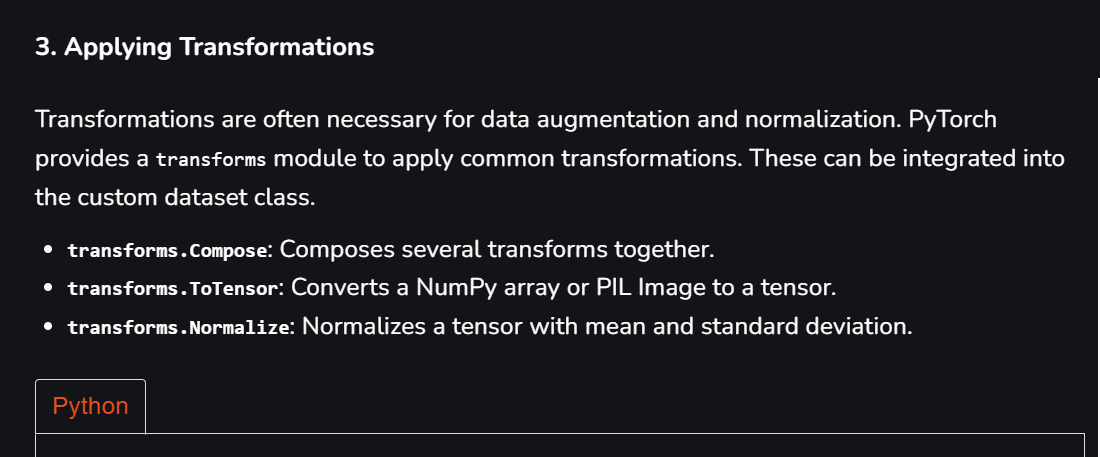 3. Applying Transformations
Transformations are often necessary for data augmentation and normalization. PyTorch
provides a transforms module to apply common transformations. These can be integrated into
the custom dataset class.
• transforms.Compose: Composes several transforms together.
• transforms.ToTensor: Converts a NumPy array or PIL Image to a tensor.
• transforms.Normalize: Normalizes a tensor with mean and standard deviation.
Python